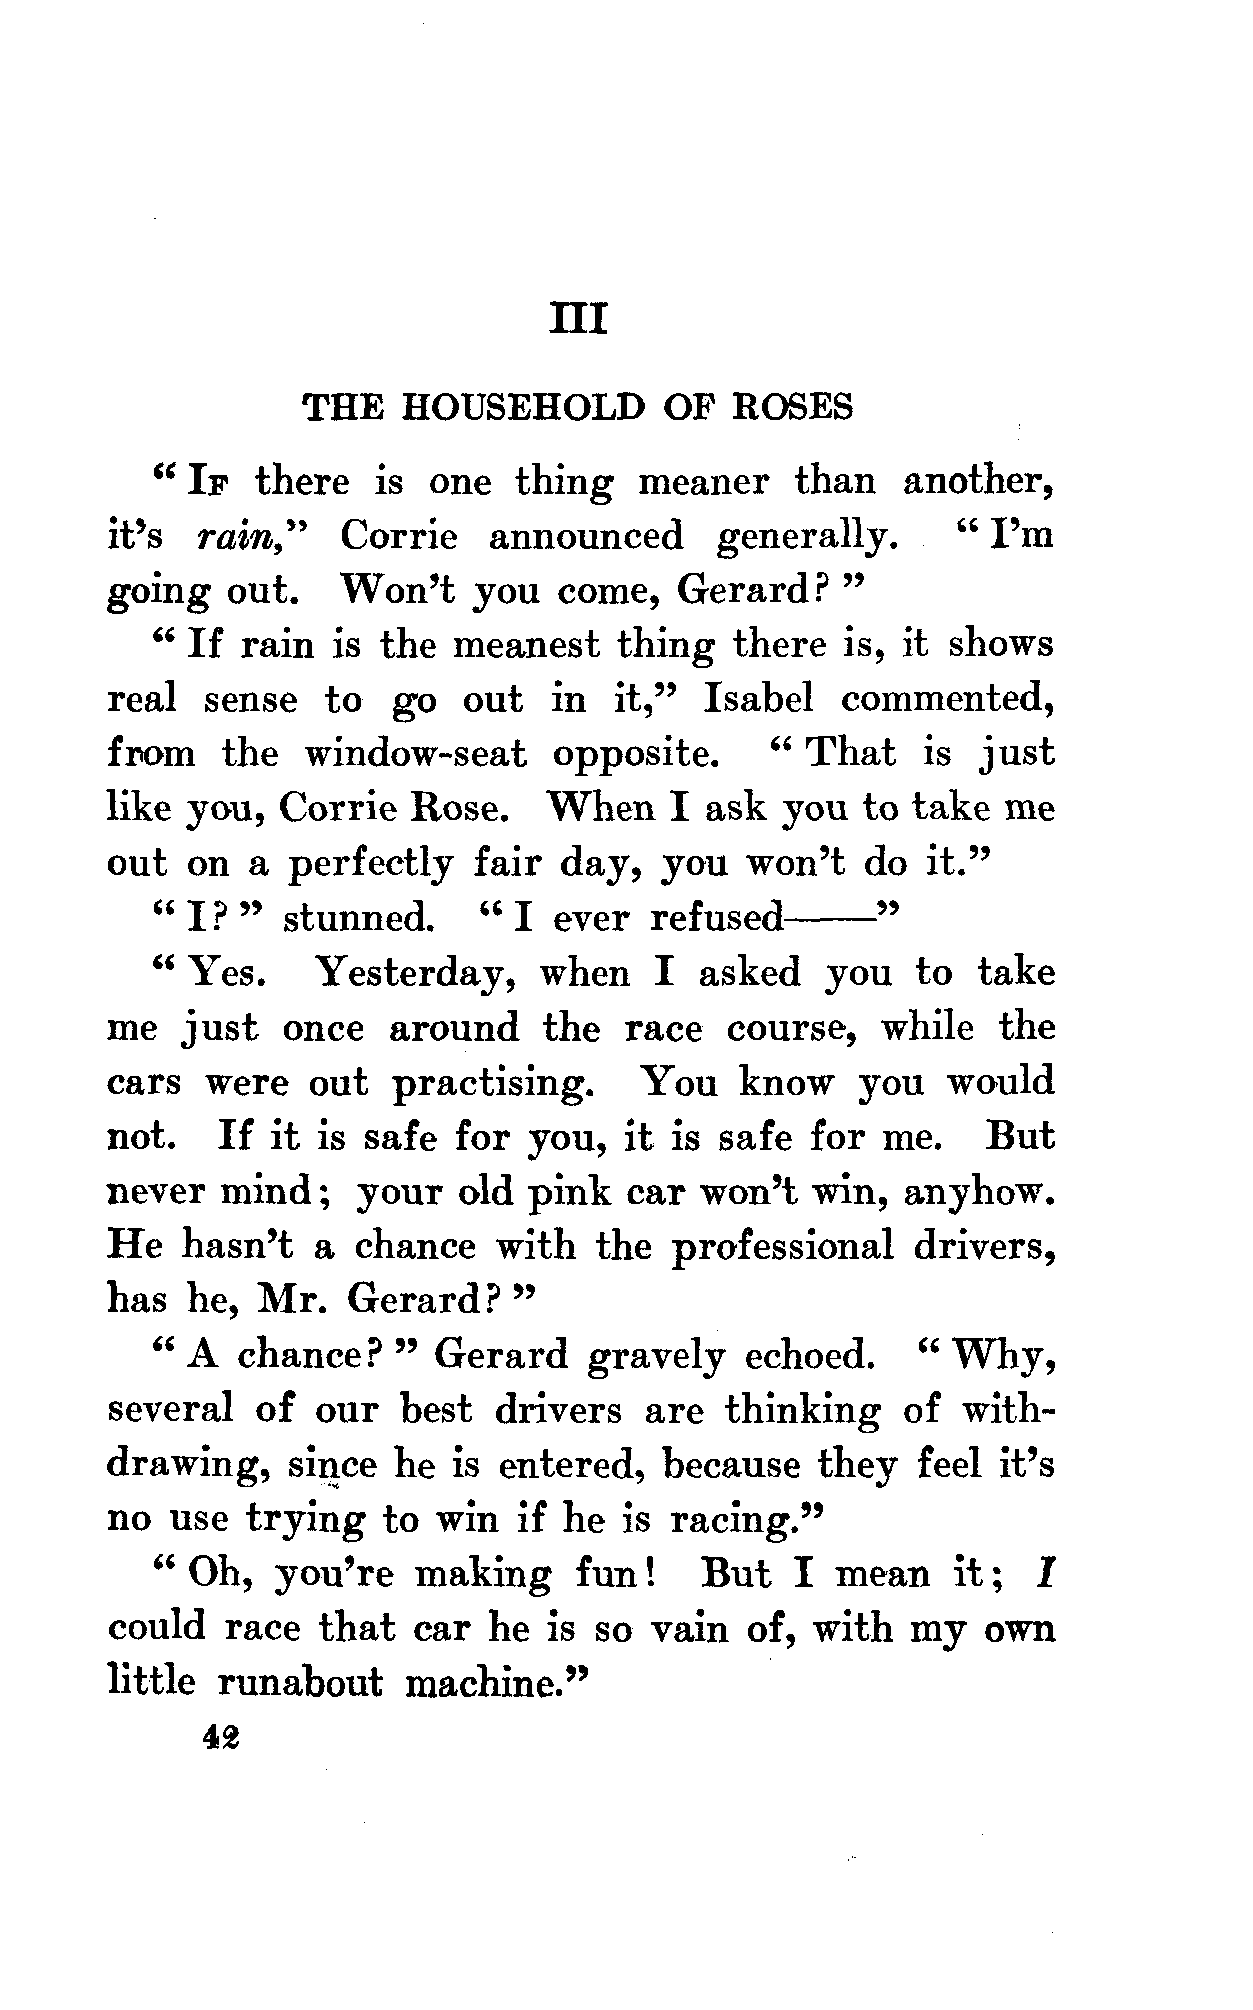 III
THE HOUSEHOLD OF ROSES
“ IF there is one thing meaner than another,
it’s rain,” Corrie announced generally. “ I’m
going out. Won’t you come, Gerard? ”
“ If rain is the meanest thing there is, it shows
real sense to go out in it,” Isabel commented,
from the window-seat opposite. “ That is just
like you, Corrie Rose. When I ask you to take me
out on a perfectly fair day, you won’t do it.”
“ I? ” stunned. “ I ever refused——”
“ Yes. Yesterday, when I asked you to take
me just once around the race course, while the
cars were out practising. You know you would
not. If it is safe for you, it is safe for me. But
never mind; your old pink car won’t win, anyhow.
He hasn’t a chance with the professional drivers,
has he, Mr. Gerard? ”
“ A chance? ” Gerard gravely echoed. “ Why,
several of our best drivers are thinking of with-
drawing, since he is entered, because they feel it’s
no use trying to win if he is racing.”
“ Oh, you’re making fun! But I mean it; I
could race that car he is so vain of, with my own
little runabout machine.”
42